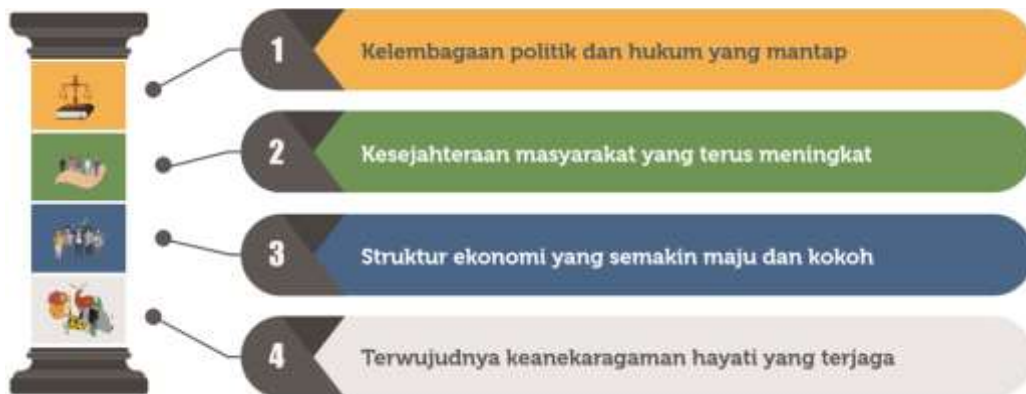 1
Kelembagaan politik dan hukum yang mantap
2
Kesejahteraan masyarakat yang terus meningkat
3
Struktur ekonomi yang semakin maju dan kokoh
4
Terwujudnya keanekaragaman hayati yang terjaga